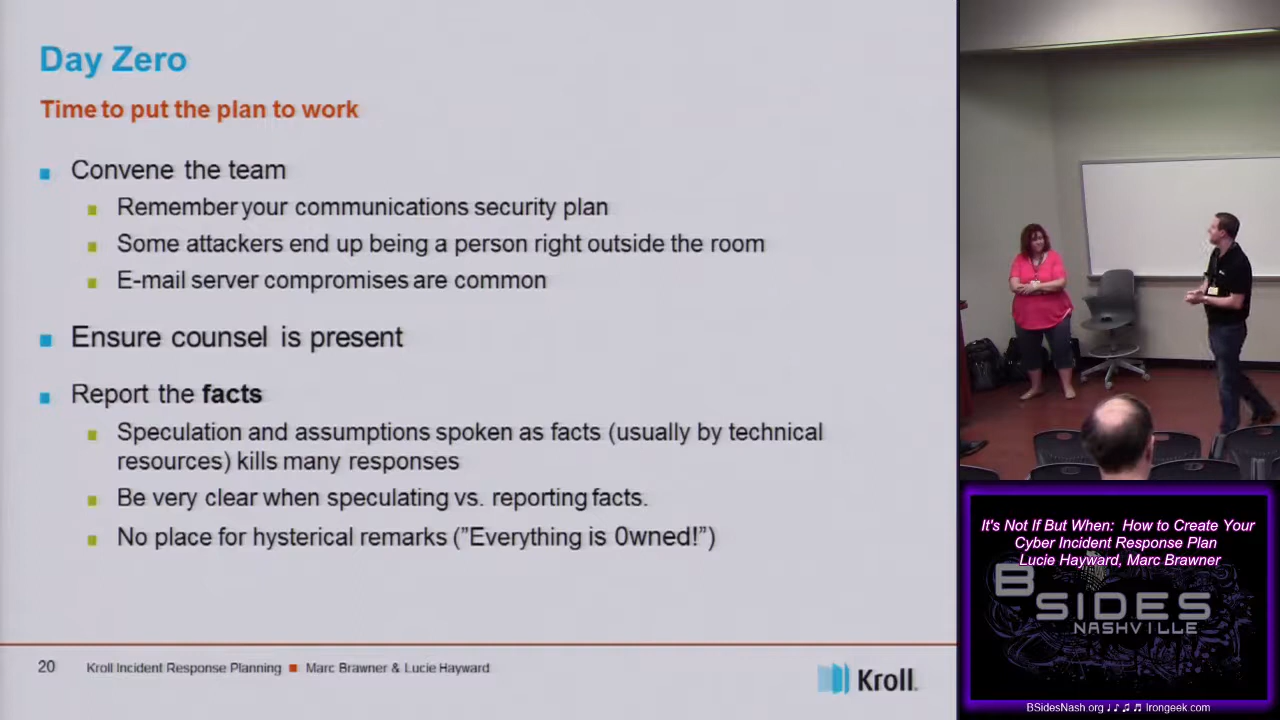 Day Zero
Time to put the plan to work
Convene the team
Remember your communications security plan
Some attackers end up being a person right outside the room
E-mail server compromises are common
Ensure counsel is present
Report the facts
Speculation and assumptions spoken as facts (usually by technical
resources) kills many responses
Be very clear when speculating vs. reporting facts.
No place for hysterical remarks ("Everything is 0wned!")
20 Kroll Incident Response Planning ■ Marc Brawner & Lucie Hayward
Kroll.
It's Not If But When: How to Create Your
Cyber Incident Response Plan
Lucie Hayward, Marc Brawner
BSIDES
NASHVILLE
BSidesNash.org ♩♪♫♬ Irongeek.com